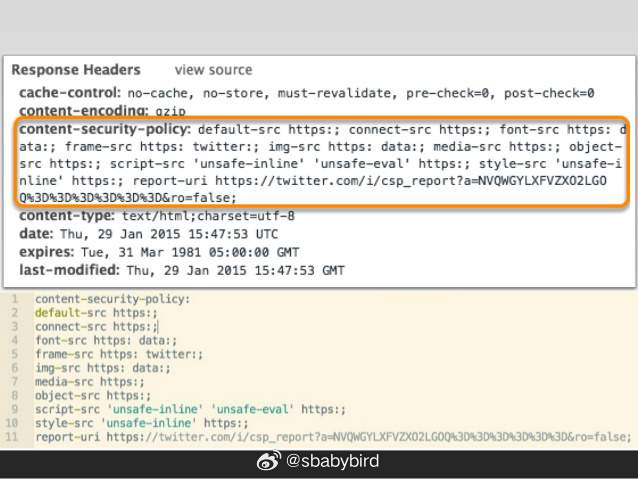 Response Headers view source
cache-control: no-cache, no-store, must-revalidate, pre-check=0, post-check=0
content-encoding: gzip
content-security-policy: default-src https:; connect-src https:; font-src https: d
ata:; frame-src https: twitter:; img-src https: data:; media-src https:; object-
src https:; script-src 'unsafe-inline' 'unsafe-eval' https:; style-src 'unsafe-i
nline' https:; report-uri https://twitter.com/i/csp_report?a=NVQWGYLXFVZXO2LGO
Q%3D%3D%3D%3D%3D%3D&ro=false;
content-type: text/html;charset=utf-8
date: Thu, 29 Jan 2015 15:47:53 UTC
expires: Tue, 31 Mar 1981 05:00:00 GMT
last-modified: Thu, 29 Jan 2015 15:47:53 GMT
1 content-security-policy:
2 default-src https:;
3 connect-src https:;
4 font-src https: data:;
5 frame-src https: twitter:;
6 img-src https: data:;
7 media-src https:;
8 object-src https:;
9 script-src 'unsafe-inline' 'unsafe-eval' https:;
10 style-src 'unsafe-inline' https:;
11 report-uri https://twitter.com/i/csp_report?a=NVQWGYLXFVZXO2LGOQ%3D%3D%3D%3D%3D%3D&ro=false;
@sbabybird